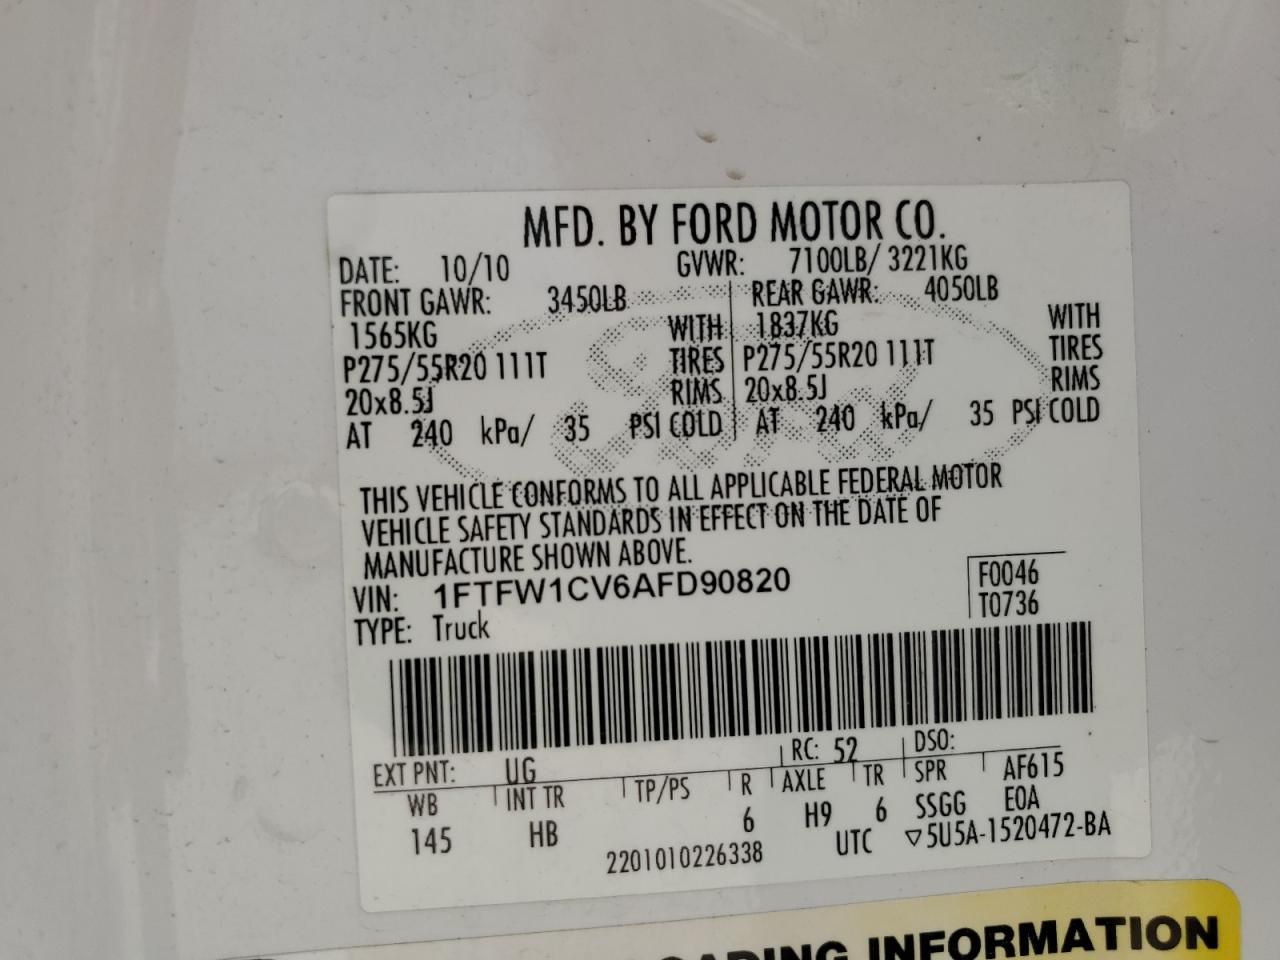 MFD. BY FORD MOTOR CO.
DATE: 10/10 GVWR: 7100LB/ 3221KG
FRONT GAWR: 3450LB REAR GAWR: 4050LB
1565KG WITH 1837KG WITH
P275/55R20 111T TIRES P275/55R20 111T TIRES
20x8.5J RIMS 20x8.5J RIMS
AT 240 kPa/ 35 PSI COLD AT 240 kPa/ 35 PSI COLD
THIS VEHICLE CONFORMS TO ALL APPLICABLE FEDERAL MOTOR
VEHICLE SAFETY STANDARDS IN EFFECT ON THE DATE OF
MANUFACTURE SHOWN ABOVE.
VIN: 1FTFW1CV6AFD90820 F0046
TYPE: Truck T0736
EXT PNT: UG RC: 52 DSO:
WB INT TR TP/PS R AXLE TR SPR AF615
145 HB 6 H9 6 SSGG E0A
2201010226338 UTC ▽5U5A-1520472-BA
INFORMATION